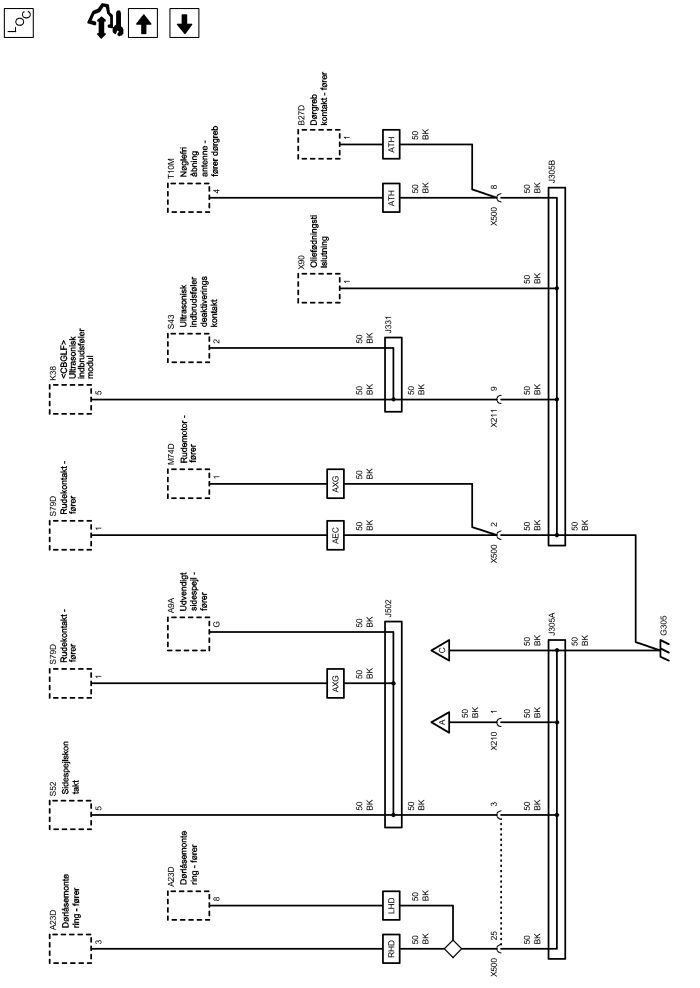 LOC
A23D
Dørlåsemonte
ring - fører
3
A23D
Dørlåsemonte
ring - fører
8
RHD
LHD
50
BK
50
BK
X500
25
50
BK
S52
Sidespejlskon
takt
5
50
BK
50
BK
3
50
BK
S79D
Rudekontakt -
fører
1
AXG
50
BK
A9A
Udvendigt
sidespejl -
fører
G
50
BK
J502
A
50
BK
X210
1
50
BK
C
50
BK
J305A
50
BK
G305
S79D
Rudekontakt -
fører
1
AEC
50
BK
M74D
Rudemotor -
fører
1
AXG
50
BK
X500
2
50
BK
50
BK
K38
<CBGLF>
Ultrasonisk
indbrudsføler
modul
5
50
BK
S43
Ultrasonisk
indbrudsføler
deaktiverings
kontakt
2
50
BK
J331
50
BK
X211
9
50
BK
X90
Oliefødningsti
lslutning
1
50
BK
T10M
Nøglefri
åbning
antenne -
fører dørgreb
4
ATH
50
BK
B27D
Dørgreb
kontakt - fører
1
ATH
50
BK
X500
8
50
BK
J305B